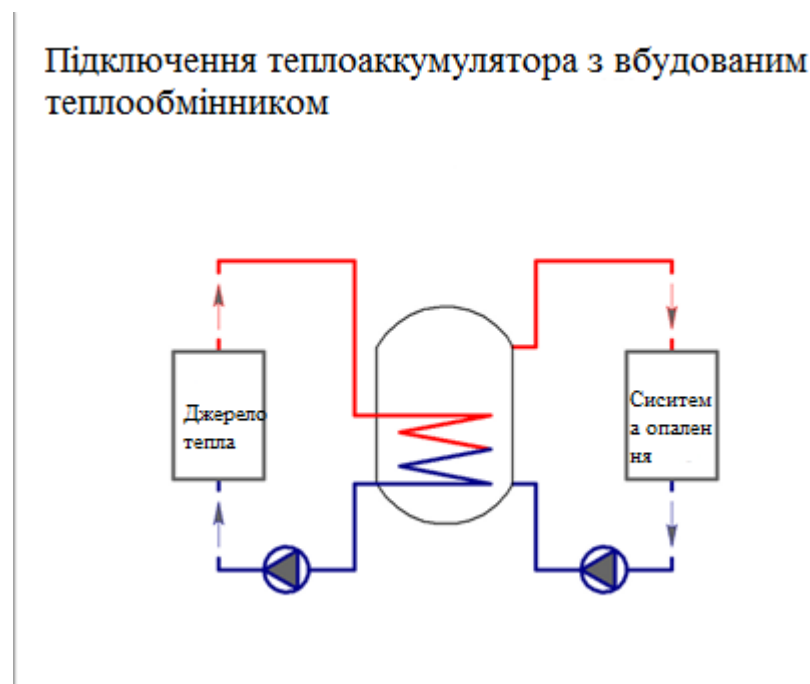 Підключення теплоаккумулятора з вбудованим
теплообмінником
Джерело
тепла
Сиситем
а опален
ня